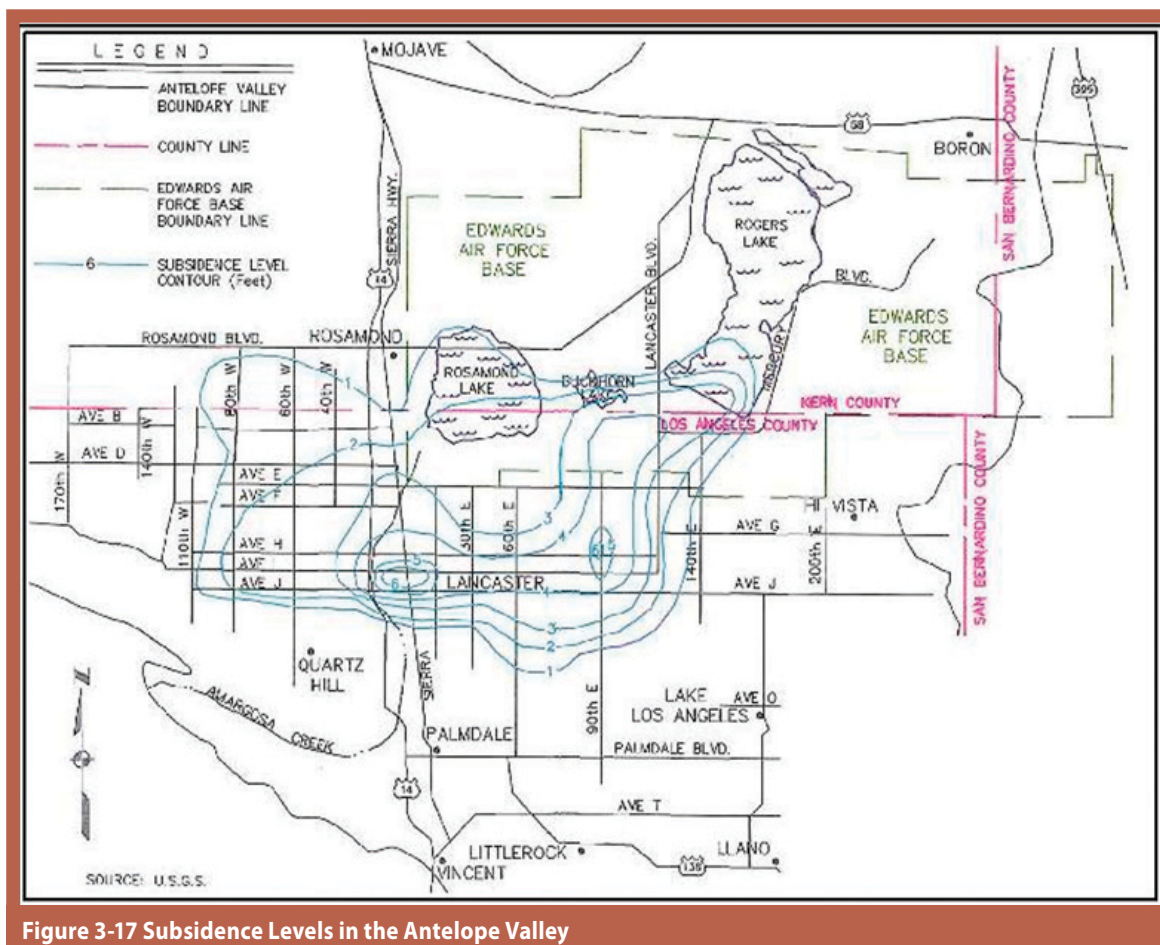 LEGEND
ANTELOPE VALLEY
BOUNDARY LINE
COUNTY LINE
EDWARDS AIR
FORCE BASE
BOUNDARY LINE
6
SUBSIDENCE LEVEL
CONTOUR (Feet)
MOJAVE
SIERRA HWY.
14
58
395
BORON
SAN BERNARDINO COUNTY
EDWARDS
AIR FORCE
BASE
ROGERS
LAKE
LANCASTER BLVD.
BLVD.
MERCURY
EDWARDS
AIR FORCE
BASE
ROSAMOND BLVD.
ROSAMOND
ROSAMOND
LAKE
BUCKHORN
LAKE
KERN COUNTY
LOS ANGELES COUNTY
SAN BERNARDINO COUNTY
AVE B
AVE D
AVE E
AVE F
AVE H
AVE I
AVE J
170th W
140th W
110th W
80th W
60th W
40th W
30th E
60th E
90th E
140th E
200th E
1
2
3
4
5
6
6
5
4
3
2
1
LANCASTER
AVE G
HI VISTA
AVE J
QUARTZ
HILL
AMARGOSA
CREEK
SIERRA
PALMDALE
LAKE
LOS ANGELES
AVE O
PALMDALE BLVD.
14
AVE T
LITTLEROCK
VINCENT
138
LLANO
SOURCE: U.S.G.S.
Figure 3-17 Subsidence Levels in the Antelope Valley